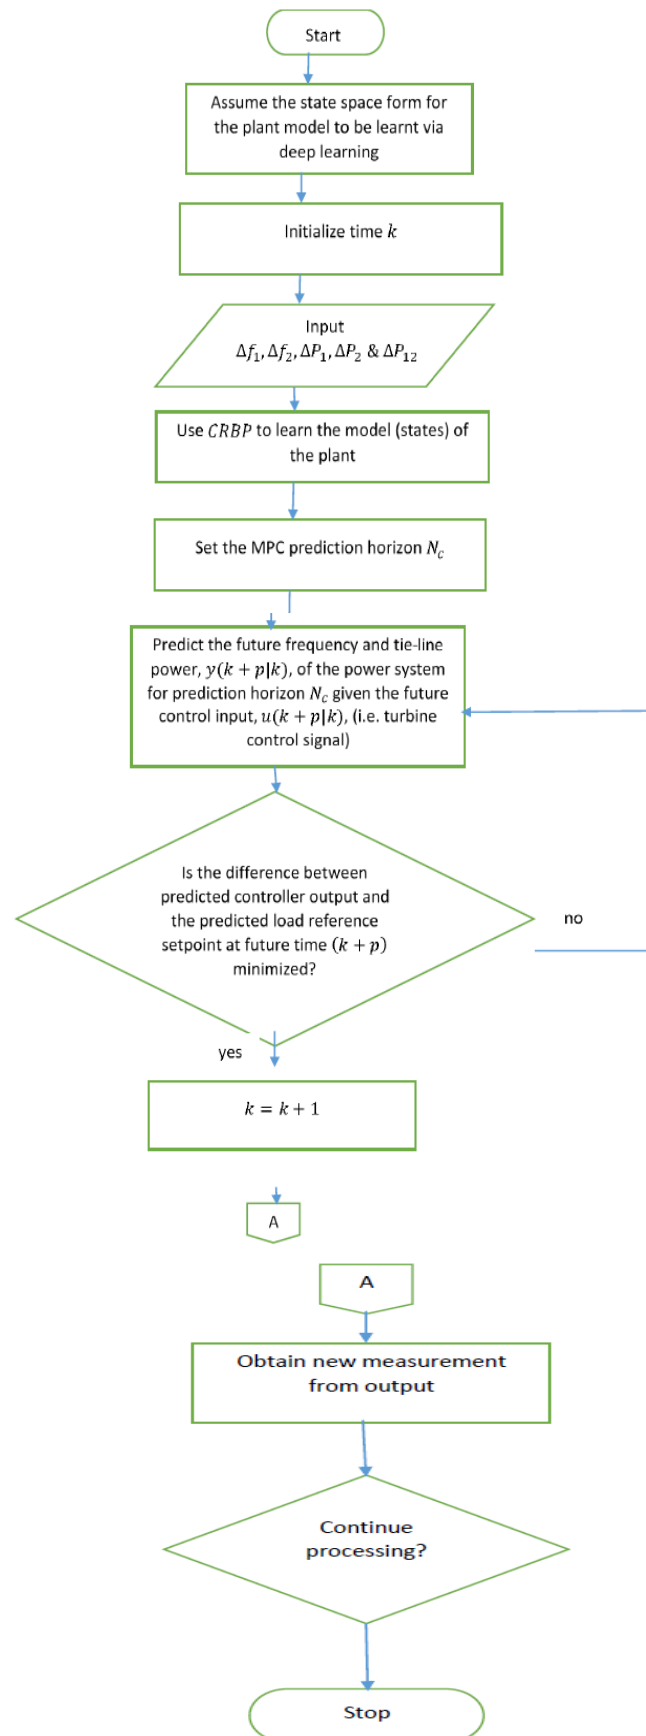 Start
Assume the state space form for
the plant model to be learnt via
deep learning
Initialize time k
Input
Δf₁, Δf₂, ΔP₁, ΔP₂ & ΔP₁₂
Use CRBP to learn the model (states) of
the plant
Set the MPC prediction horizon N_c
Predict the future frequency and tie-line
power, y(k + p|k), of the power system
for prediction horizon N_c given the future
control input, u(k + p|k), (i.e. turbine
control signal)
Is the difference between
predicted controller output and
the predicted load reference
setpoint at future time (k + p)
minimized?
no
yes
k = k + 1
A
A
Obtain new measurement
from output
Continue
processing?
Stop